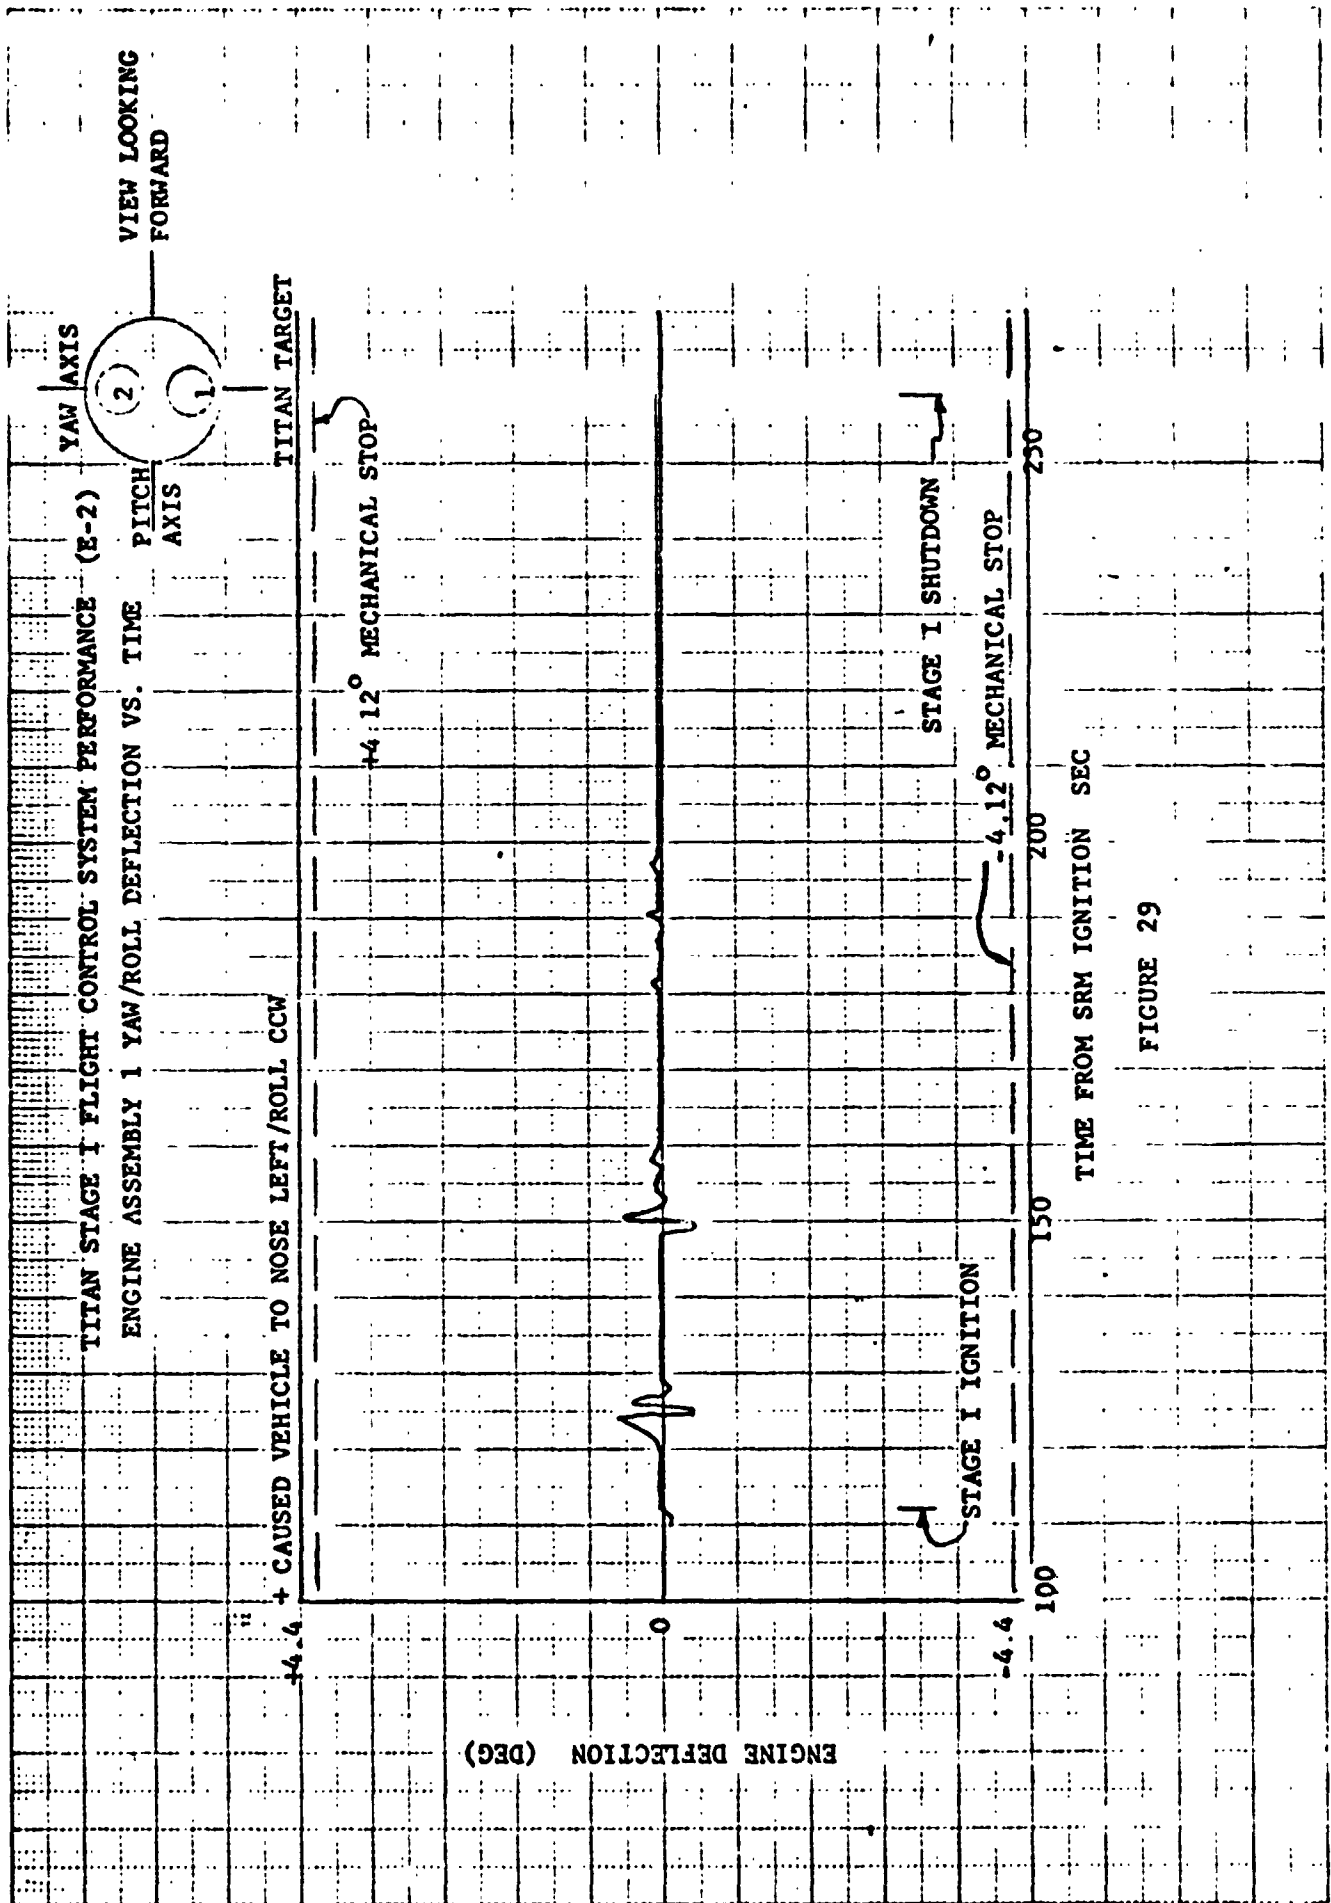 TITAN STAGE I FLIGHT CONTROL SYSTEM PERFORMANCE (E-2)
ENGINE ASSEMBLY 1 YAW/ROLL DEFLECTION VS. TIME
YAW AXIS
PITCH
AXIS
2
1
VIEW LOOKING
FORWARD
+4.4
+ CAUSED VEHICLE TO NOSE LEFT/ROLL CCW
TITAN TARGET
+4.12° MECHANICAL STOP
ENGINE DEFLECTION (DEG)
0
STAGE I IGNITION
STAGE I SHUTDOWN
-4.12° MECHANICAL STOP
-4.4
100
150
200
250
TIME FROM SRM IGNITION SEC
FIGURE 29